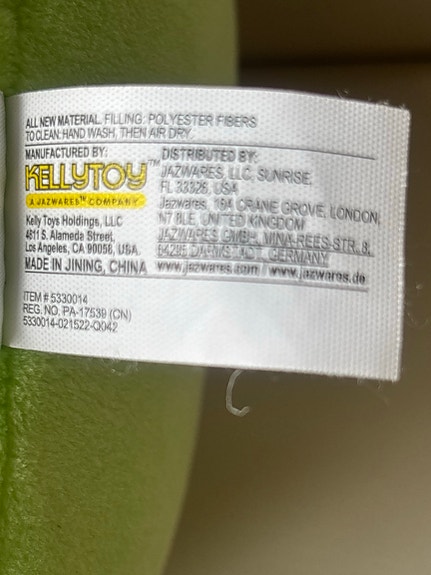 ALL NEW MATERIAL. FILLING: POLYESTER FIBERS
TO CLEAN: HAND WASH, THEN AIR DRY.
MANUFACTURED BY:
KELLYTOY™
A JAZWARES™ COMPANY
Kelly Toys Holdings, LLC
4811 S. Alameda Street,
Los Angeles, CA 90058, USA.
MADE IN JINING, CHINA
DISTRIBUTED BY:
JAZWARES, LLC, SUNRISE,
FL 33326, USA
Jazwares, 164 CRANE GROVE, LONDON,
N7 8LE, UNITED KINGDOM
JAZWARES GMBH, MINA-REES-STR. 8,
64295 DARMSTADT, GERMANY
www.jazwares.com / www.jazwares.de
ITEM # 5330014
REG. NO. PA-17539 (CN)
5330014-021522-Q042